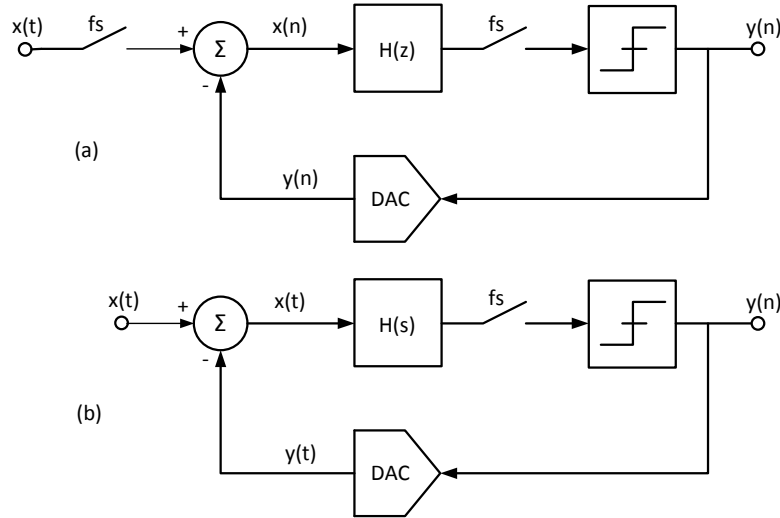 x(t) fs x(n) fs y(n)
+ Σ H(z)
-
(a) y(n) DAC
x(t) x(t) fs y(n)
+ Σ H(s)
-
(b) y(t) DAC